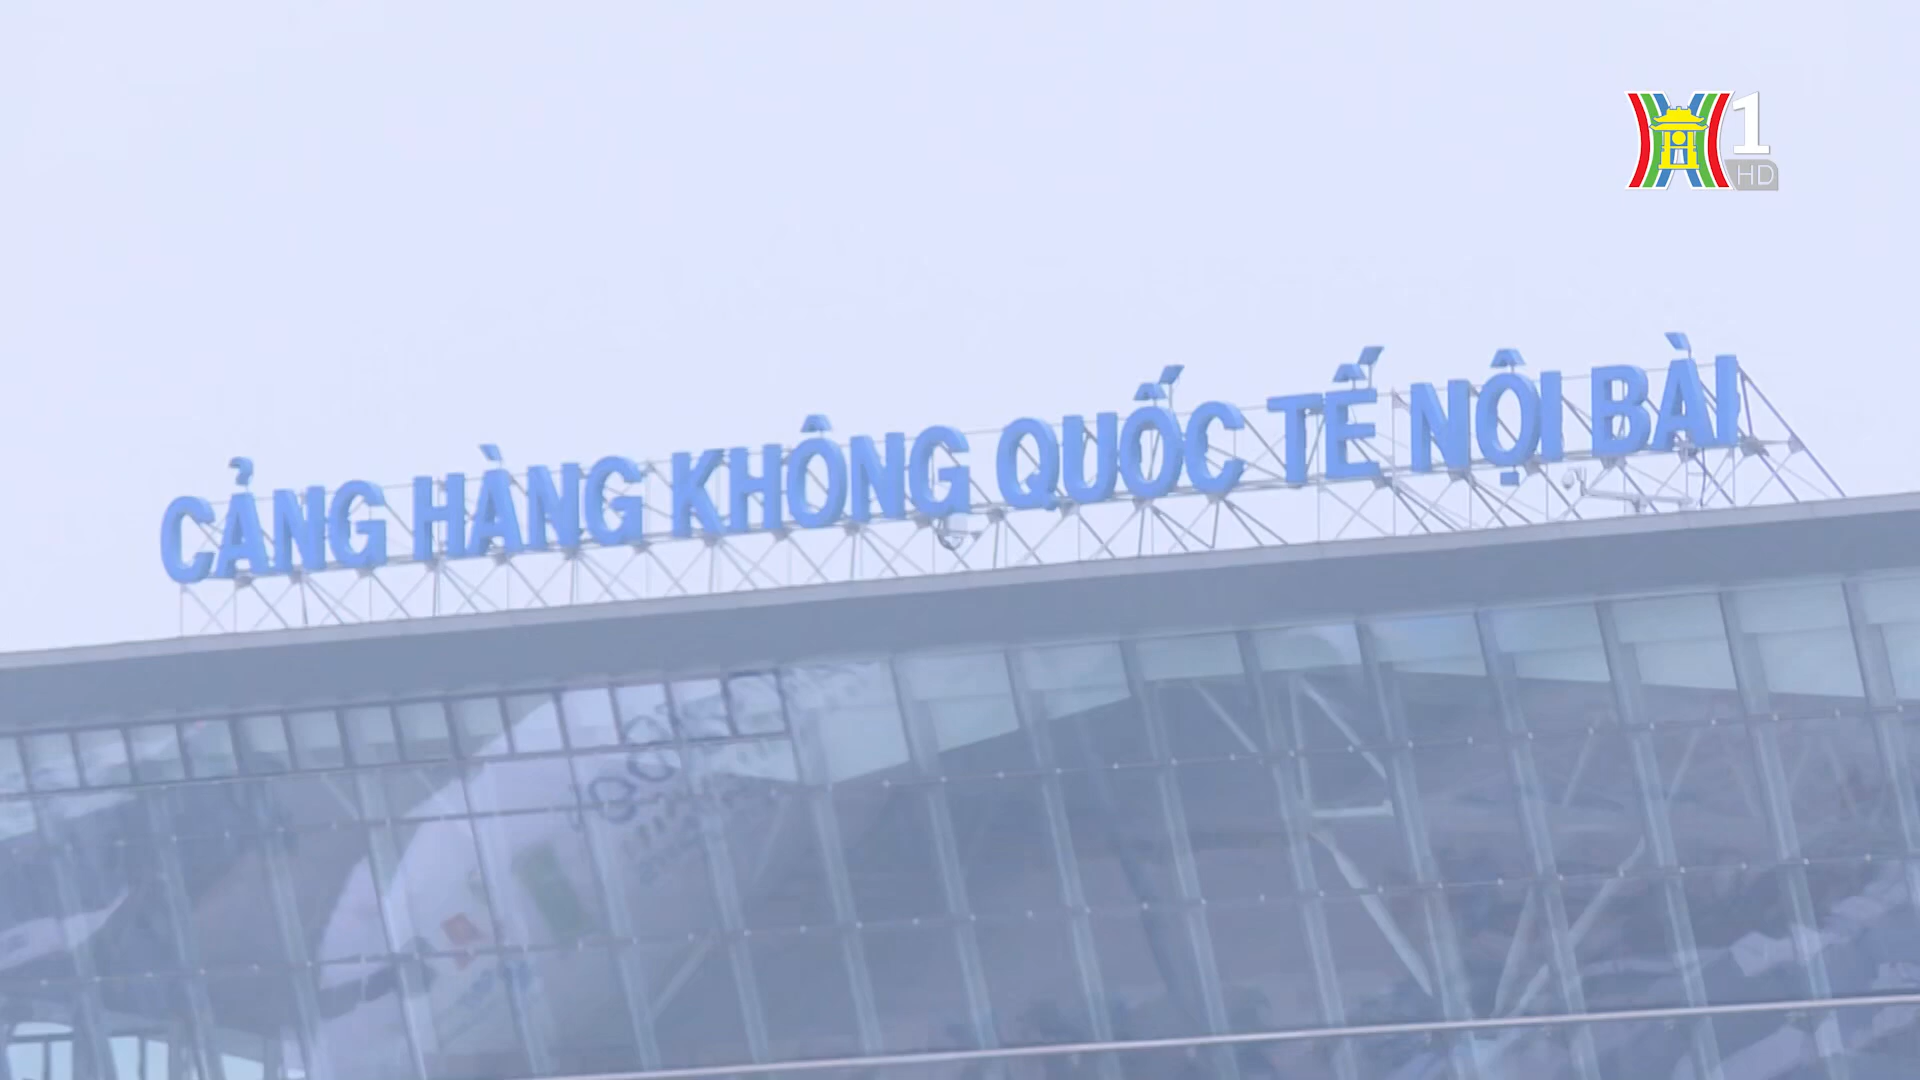 1
HD
CẢNG HÀNG KHÔNG QUỐC TẾ NỘI BÀI